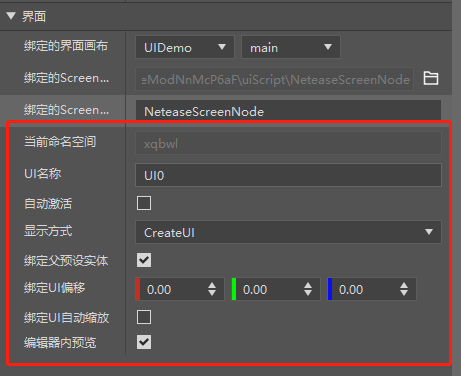 界面
绑定的界面画布 UIDemo main
绑定的Screen... eModNnMcP6aF\uiScript\NeteaseScreenNode
绑定的Screen... NeteaseScreenNode
当前命名空间 xqbwl
UI名称 UI0
自动激活
显示方式 CreateUI
绑定父预设实体
绑定UI偏移 0.00 0.00 0.00
绑定UI自动缩放
编辑器内预览